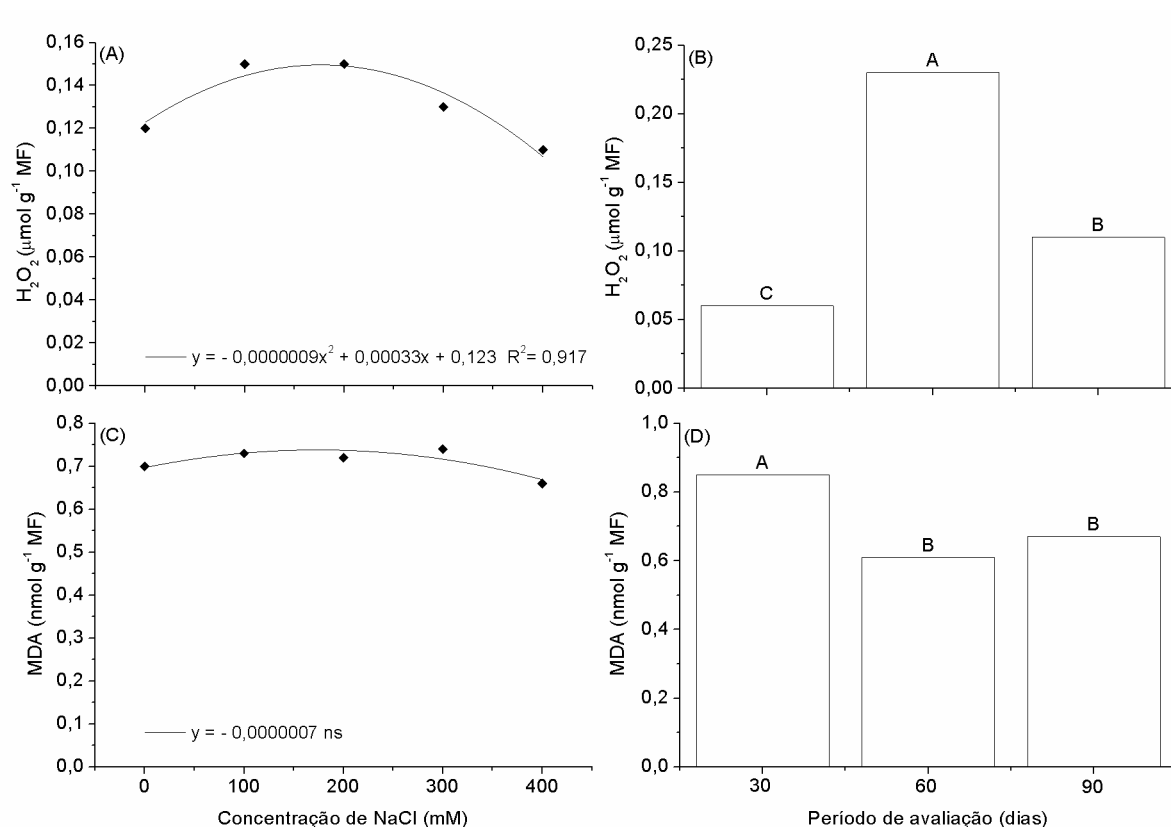 (A)
0,16
0,14
0,12
0,10
0,08
0,06
0,04
0,02
0,00
H₂O₂ (μmol g⁻¹ MF)
y = - 0,0000009x² + 0,00033x + 0,123 R²= 0,917
(B)
0,25
0,20
0,15
0,10
0,05
0,00
H₂O₂ (μmol g⁻¹ MF)
C
A
B
(C)
0,8
0,7
0,6
0,5
0,4
0,3
0,2
0,1
0,0
MDA (nmol g⁻¹ MF)
y = - 0,0000007 ns
0 100 200 300 400
Concentração de NaCl (mM)
(D)
1,0
0,8
0,6
0,4
0,2
0,0
MDA (nmol g⁻¹ MF)
A
B
B
30 60 90
Período de avaliação (dias)